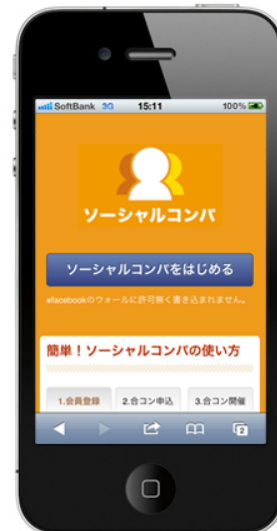 SoftBank 3G 15:11 100%
ソーシャルコンパ
ソーシャルコンパをはじめる
※facebookのウォールに許可無く書き込まれません。
簡単！ソーシャルコンパの使い方
1.会員登録 2.合コン申込 3.合コン開催
2